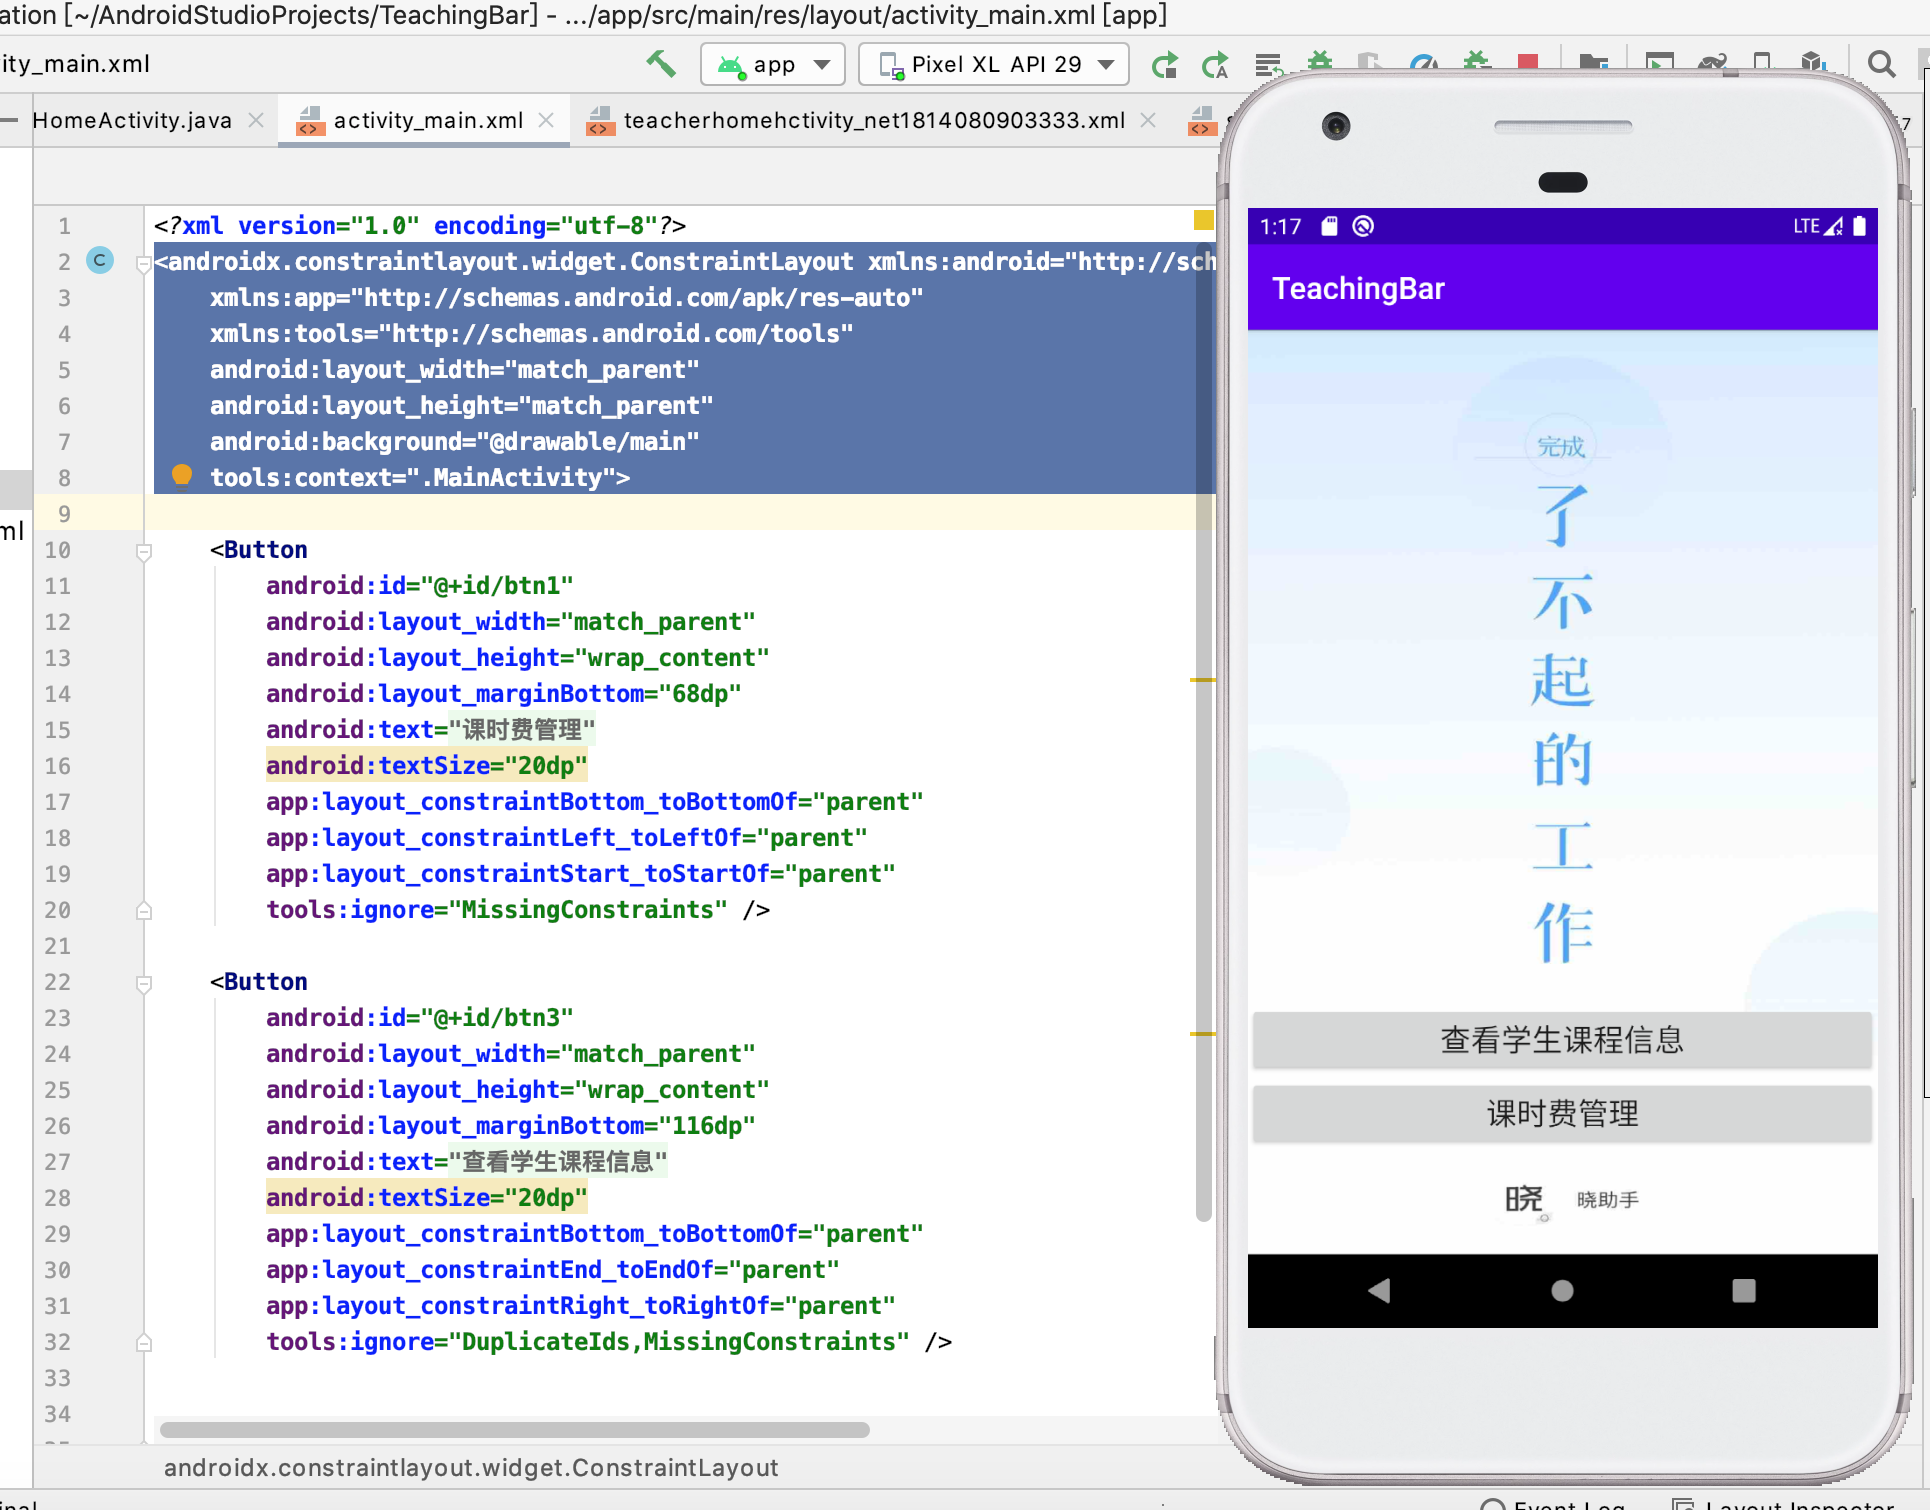 ation [~/AndroidStudioProjects/TeachingBar] - .../app/src/main/res/layout/activity_main.xml [app]
ity_main.xml
app
Pixel XL API 29
HomeActivity.java
activity_main.xml
teacherhomehctivity_net1814080903333.xml
ml
1 <?xml version="1.0" encoding="utf-8"?>
2 <androidx.constraintlayout.widget.ConstraintLayout xmlns:android="http://sch
3 xmlns:app="http://schemas.android.com/apk/res-auto"
4 xmlns:tools="http://schemas.android.com/tools"
5 android:layout_width="match_parent"
6 android:layout_height="match_parent"
7 android:background="@drawable/main"
8 tools:context=".MainActivity">
9
10 <Button
11 android:id="@+id/btn1"
12 android:layout_width="match_parent"
13 android:layout_height="wrap_content"
14 android:layout_marginBottom="68dp"
15 android:text="课时费管理"
16 android:textSize="20dp"
17 app:layout_constraintBottom_toBottomOf="parent"
18 app:layout_constraintLeft_toLeftOf="parent"
19 app:layout_constraintStart_toStartOf="parent"
20 tools:ignore="MissingConstraints" />
21
22 <Button
23 android:id="@+id/btn3"
24 android:layout_width="match_parent"
25 android:layout_height="wrap_content"
26 android:layout_marginBottom="116dp"
27 android:text="查看学生课程信息"
28 android:textSize="20dp"
29 app:layout_constraintBottom_toBottomOf="parent"
30 app:layout_constraintEnd_toEndOf="parent"
31 app:layout_constraintRight_toRightOf="parent"
32 tools:ignore="DuplicateIds,MissingConstraints" />
33
34
androidx.constraintlayout.widget.ConstraintLayout
Event Log
Layout Inspector
1:17
LTE
TeachingBar
完成
了不起的工作
查看学生课程信息
课时费管理
晓 晓助手